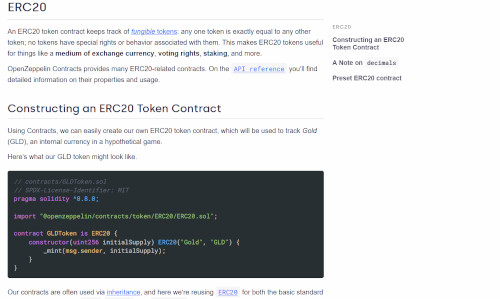 ERC20
An ERC20 token contract keeps track of fungible tokens: any one token is exactly equal to any other
token; no tokens have special rights or behavior associated with them. This makes ERC20 tokens useful
for things like a medium of exchange currency, voting rights, staking, and more.
OpenZeppelin Contracts provides many ERC20-related contracts. On the API reference you'll find
detailed information on their properties and usage.
Constructing an ERC20 Token Contract
Using Contracts, we can easily create our own ERC20 token contract, which will be used to track Gold
(GLD), an internal currency in a hypothetical game.
Here's what our GLD token might look like.
// contracts/GLDToken.sol
// SPDX-License-Identifier: MIT
pragma solidity ^0.8.0;
import "@openzeppelin/contracts/token/ERC20/ERC20.sol";
contract GLDToken is ERC20 {
constructor(uint256 initialSupply) ERC20("Gold", "GLD") {
_mint(msg.sender, initialSupply);
}
}
Our contracts are often used via inheritance, and here we're reusing ERC20 for both the basic standard
ERC20
Constructing an ERC20
Token Contract
A Note on decimals
Preset ERC20 contract